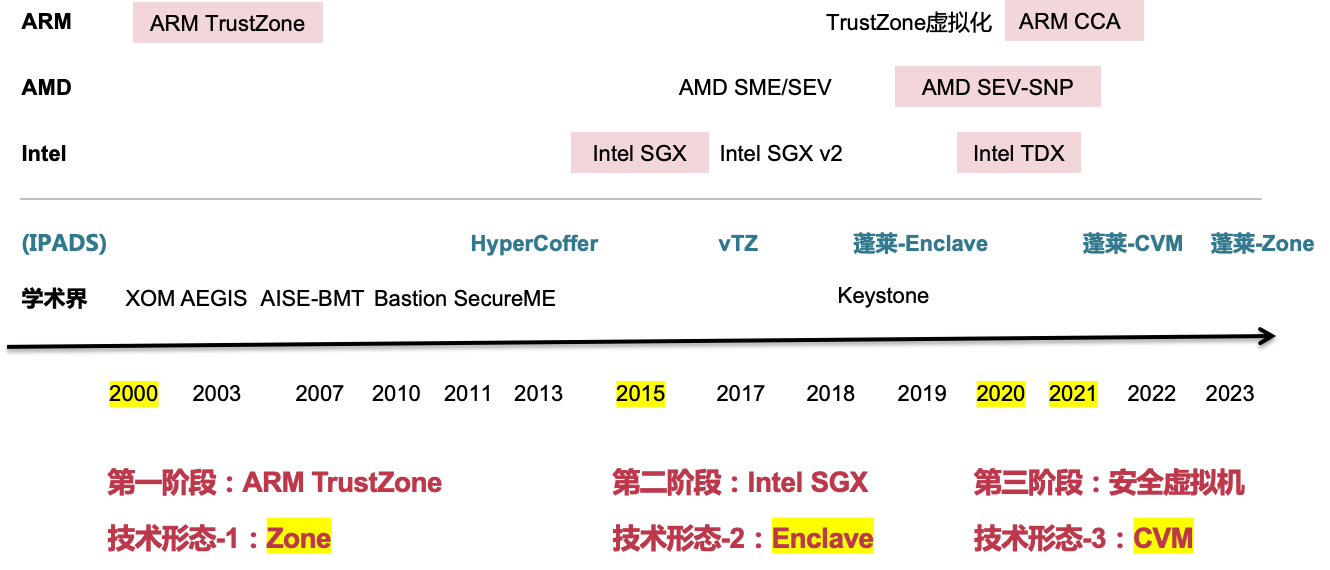 ARM ARM TrustZone TrustZone虚拟化 ARM CCA
AMD AMD SME/SEV AMD SEV-SNP
Intel Intel SGX Intel SGX v2 Intel TDX
(IPADS) HyperCoffer vTZ 蓬莱-Enclave 蓬莱-CVM 蓬莱-Zone
学术界 XOM AEGIS AISE-BMT Bastion SecureME Keystone
2000 2003 2007 2010 2011 2013 2015 2017 2018 2019 2020 2021 2022 2023
第一阶段：ARM TrustZone 第二阶段：Intel SGX 第三阶段：安全虚拟机
技术形态-1：Zone 技术形态-2：Enclave 技术形态-3：CVM